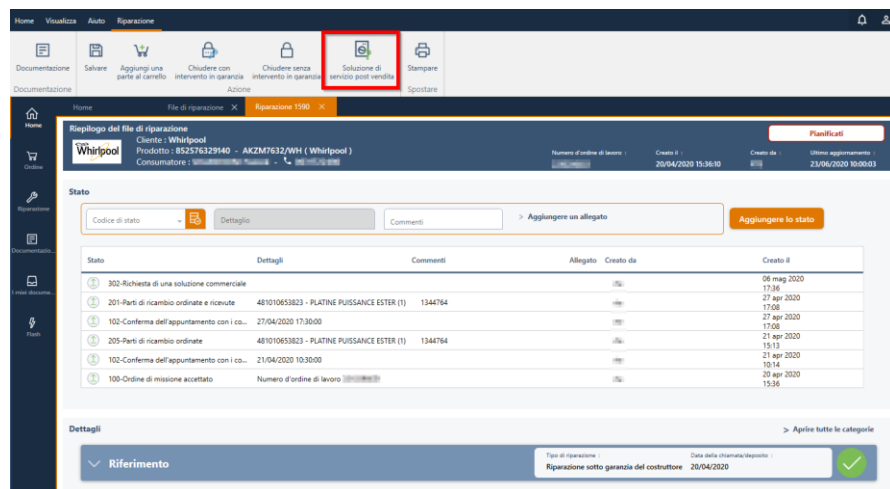 Home Visualizza Aiuto Riparazione
Documentazione
Salvare
Aggiungi una
parte al carrello
Chiudere con
intervento in garanzia
Chiudere senza
intervento in garanzia
Soluzione di
servizio post vendita
Stampare
Documentazione Azione Spostare
Home File di riparazione Riparazione 1590
Home
Ordine
Riparazione
Documentazio...
I miei docume...
Flash
Riepilogo del file di riparazione
Whirlpool
Cliente : Whirlpool
Prodotto : 852576329140 - AKZM7632/WH ( Whirlpool )
Consumatore :
Numero d'ordine di lavoro :
Creato il :
20/04/2020 15:36:10
Creato da :
Pianificati
Ultimo aggiornamento :
23/06/2020 10:00:03
Stato
Codice di stato
Dettaglio
Commenti
> Aggiungere un allegato
Aggiungere lo stato
Stato Dettagli Commenti Allegato Creato da Creato il
302-Richiesta di una soluzione commerciale 06 mag 2020
17:36
201-Parti di ricambio ordinate e ricevute 481010653823 - PLATINE PUISSANCE ESTER (1) 1344764 27 apr 2020
17:08
102-Conferma dell'appuntamento con i co... 27/04/2020 17:30:00 27 apr 2020
17:08
205-Parti di ricambio ordinate 481010653823 - PLATINE PUISSANCE ESTER (1) 1344764 21 apr 2020
15:13
102-Conferma dell'appuntamento con i co... 21/04/2020 10:30:00 21 apr 2020
10:14
100-Ordine di missione accettato Numero d'ordine di lavoro 20 apr 2020
15:36
Dettagli > Aprire tutte le categorie
Riferimento
Tipo di riparazione :
Riparazione sotto garanzia del costruttore
Data della chiamata/deposito :
20/04/2020